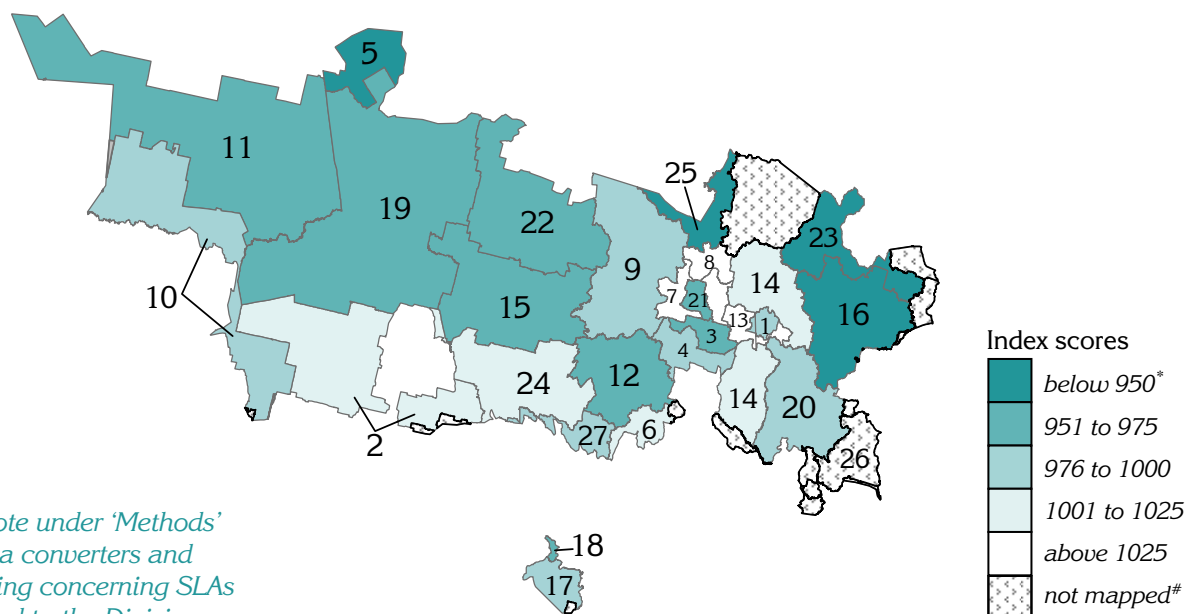 5
11
25
19
22
23
9
8
14
10
7
21
15
16
13
1
3
4
12
24
14
20
2
27
6
26
18
17
Index scores
below 950*
951 to 975
976 to 1000
1001 to 1025
above 1025
not mapped#
ote under 'Methods'
a converters and
ing concerning SLAs